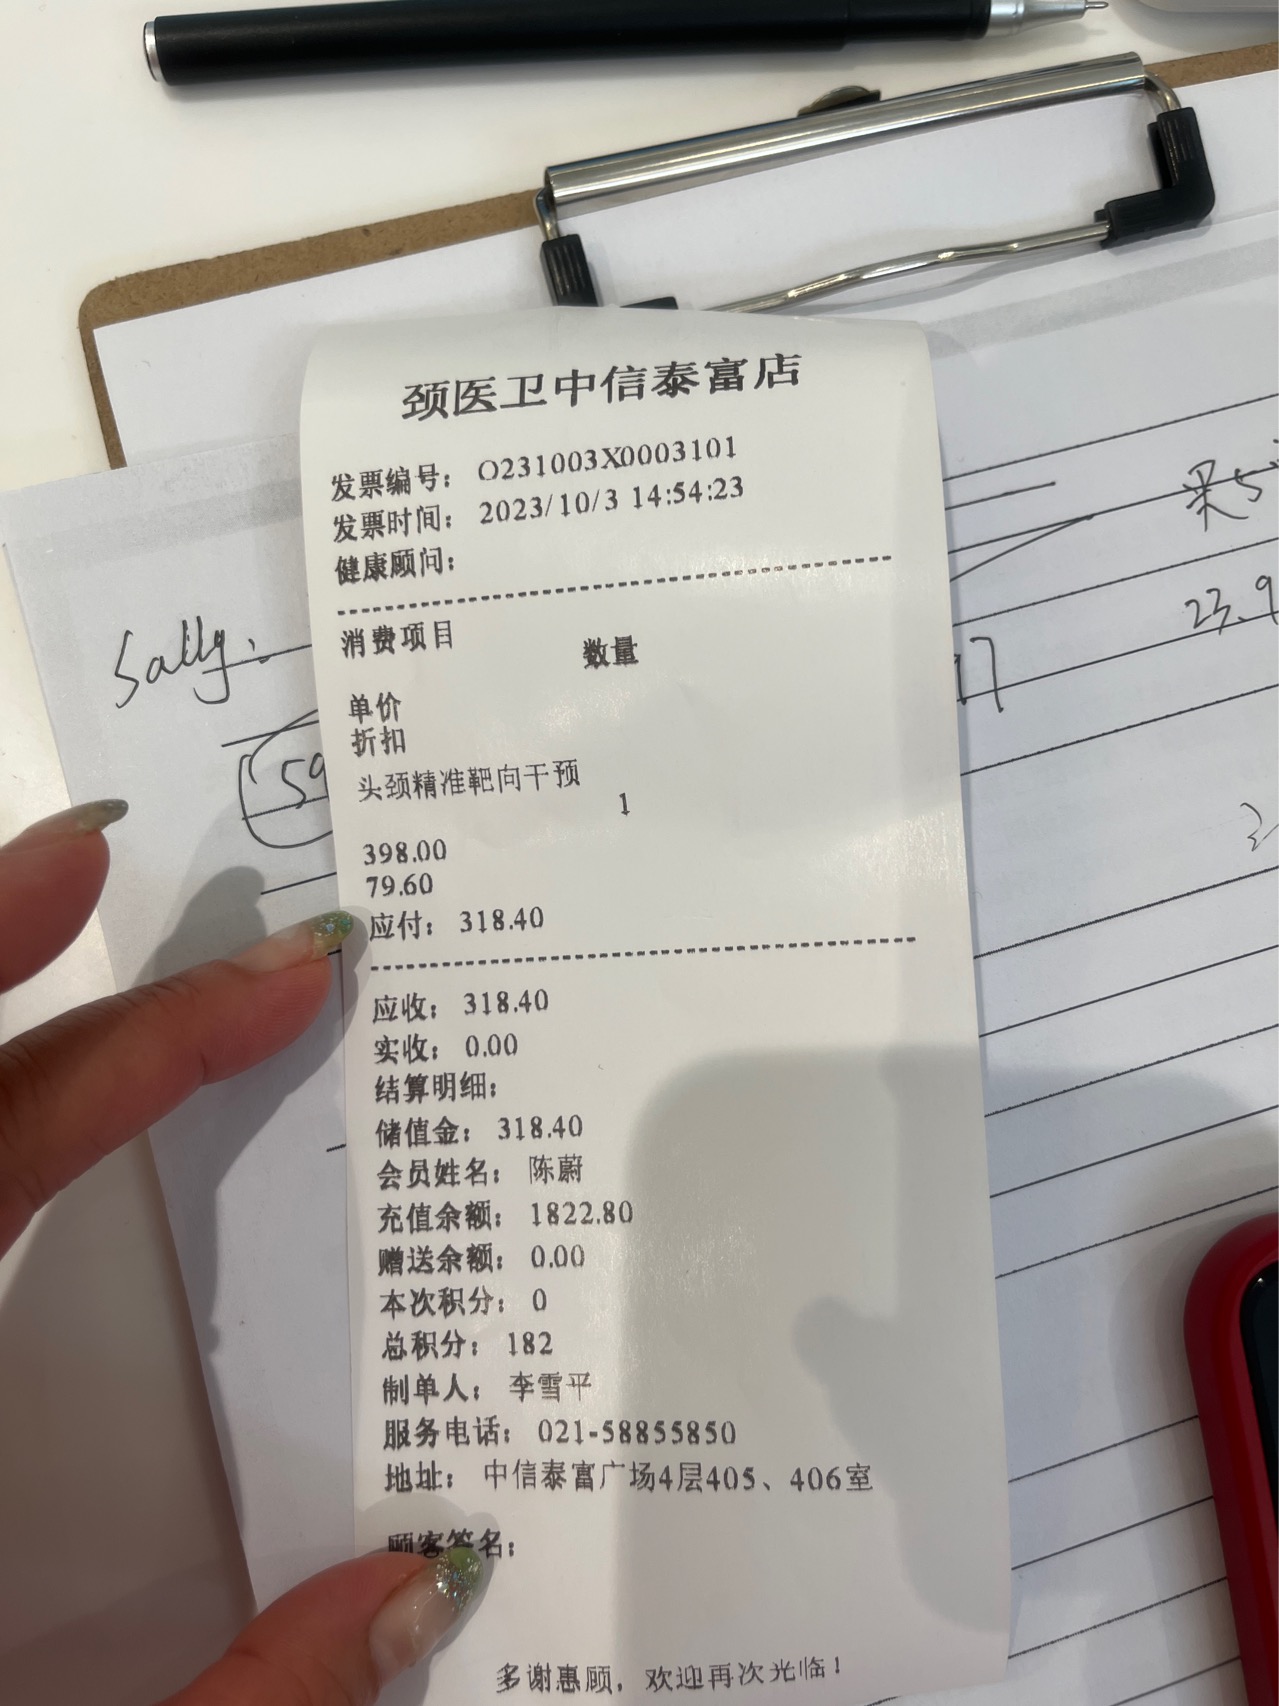 颈医卫中信泰富店
发票编号: O231003X0003101
发票时间: 2023/10/3 14:54:23
健康顾问:
消费项目 数量
单价
折扣
头颈精准靶向干预
1
398.00
79.60
应付: 318.40
应收: 318.40
实收: 0.00
结算明细:
储值金: 318.40
会员姓名: 陈蔚
充值余额: 1822.80
赠送余额: 0.00
本次积分: 0
总积分: 182
制单人: 李雪平
服务电话: 021-58855850
地址: 中信泰富广场4层405、406室
顾客签名:
多谢惠顾, 欢迎再次光临!
Sally:
59
23.9